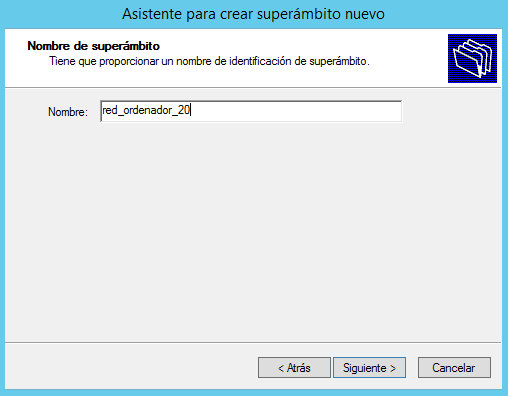 Asistente para crear superámbito nuevo
Nombre de superámbito
Tiene que proporcionar un nombre de identificación de superámbito.
Nombre: red_ordenador_20
< Atrás Siguiente > Cancelar